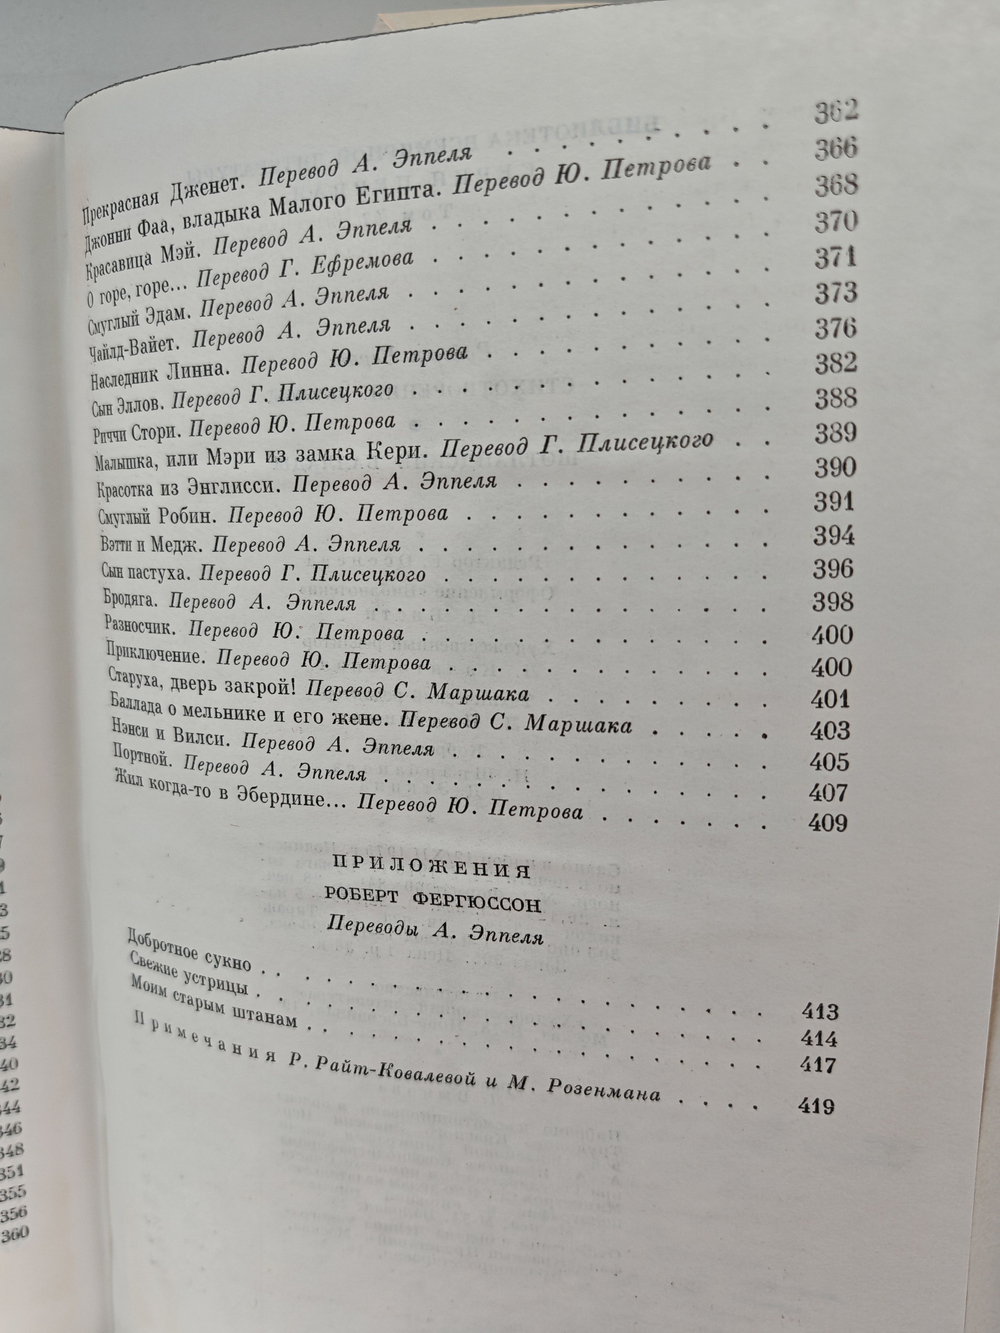 Прекрасная Дженет. Перевод А. Эппеля . . . . . . . . . 362
Джонни Фаа, владыка Малого Египта. Перевод Ю. Петрова . . 366
Красавица Мэй. Перевод А. Эппеля . . . . . . . . . . . 368
О горе, горе... Перевод Г. Ефремова . . . . . . . . . . 370
Смуглый Эдам. Перевод А. Эппеля . . . . . . . . . . . 371
Чайлд-Вайет. Перевод А. Эппеля . . . . . . . . . . . 373
Наследник Линна. Перевод Ю. Петрова . . . . . . . . . 376
Сын Эллов. Перевод Г. Плисецкого . . . . . . . . . . . 382
Риччи Стори. Перевод Ю. Петрова . . . . . . . . . . . 388
Малышка, или Мэри из замка Кери. Перевод Г. Плисецкого . . 389
Красотка из Энглисси. Перевод А. Эппеля . . . . . . . . 390
Смуглый Робин. Перевод Ю. Петрова . . . . . . . . . . 391
Вэтти и Медж. Перевод А. Эппеля . . . . . . . . . . . 394
Сын пастуха. Перевод Г. Плисецкого . . . . . . . . . . 396
Бродяга. Перевод А. Эппеля . . . . . . . . . . . . . 398
Разносчик. Перевод Ю. Петрова . . . . . . . . . . . 400
Приключение. Перевод Ю. Петрова . . . . . . . . . . 400
Старуха, дверь закрой! Перевод С. Маршака . . . . . . . 401
Баллада о мельнике и его жене. Перевод С. Маршака . . . . 403
Нэнси и Вилси. Перевод А. Эппеля . . . . . . . . . . 405
Портной. Перевод А. Эппеля . . . . . . . . . . . . 407
Жил когда-то в Эбердине... Перевод Ю. Петрова . . . . . . 409
ПРИЛОЖЕНИЯ
РОБЕРТ ФЕРГЮССОН
Переводы А. Эппеля
Добротное сукно . . . . . . . . . . . . . . . . 413
Свежие устрицы . . . . . . . . . . . . . . . . 414
Моим старым штанам . . . . . . . . . . . . . . 417
Примечания Р. Райт-Ковалевой и М. Розенмана . . . . 419
351
355
356
360